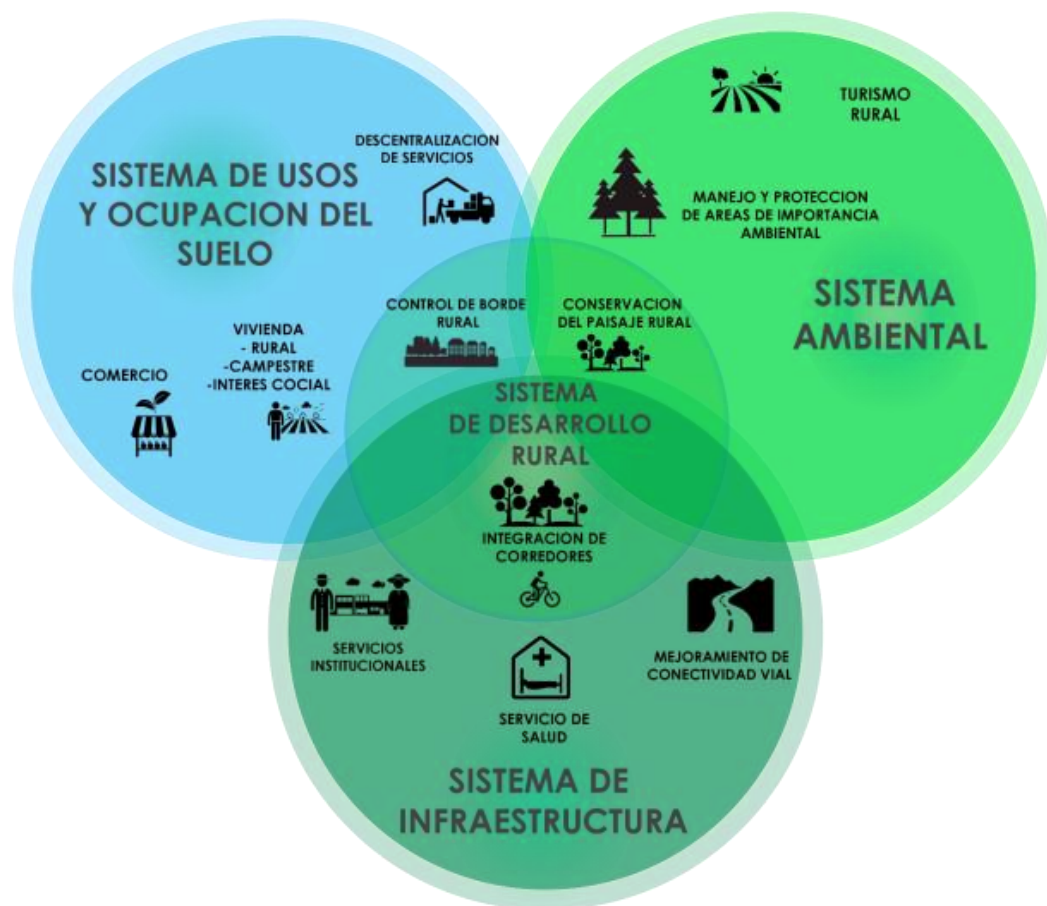 DESCENTRALIZACION
DE SERVICIOS
SISTEMA DE USOS
Y OCUPACION DEL
SUELO
VIVIENDA
- RURAL
-CAMPESTRE
-INTERES COCIAL
COMERCIO
CONTROL DE BORDE
RURAL
TURISMO
RURAL
MANEJO Y PROTECCION
DE AREAS DE IMPORTANCIA
AMBIENTAL
SISTEMA
AMBIENTAL
CONSERVACION
DEL PAISAJE RURAL
SISTEMA
DE DESARROLLO
RURAL
INTEGRACION DE
CORREDORES
SERVICIOS
INSTITUCIONALES
SERVICIO DE
SALUD
MEJORAMIENTO DE
CONECTIVIDAD VIAL
SISTEMA DE
INFRAESTRUCTURA